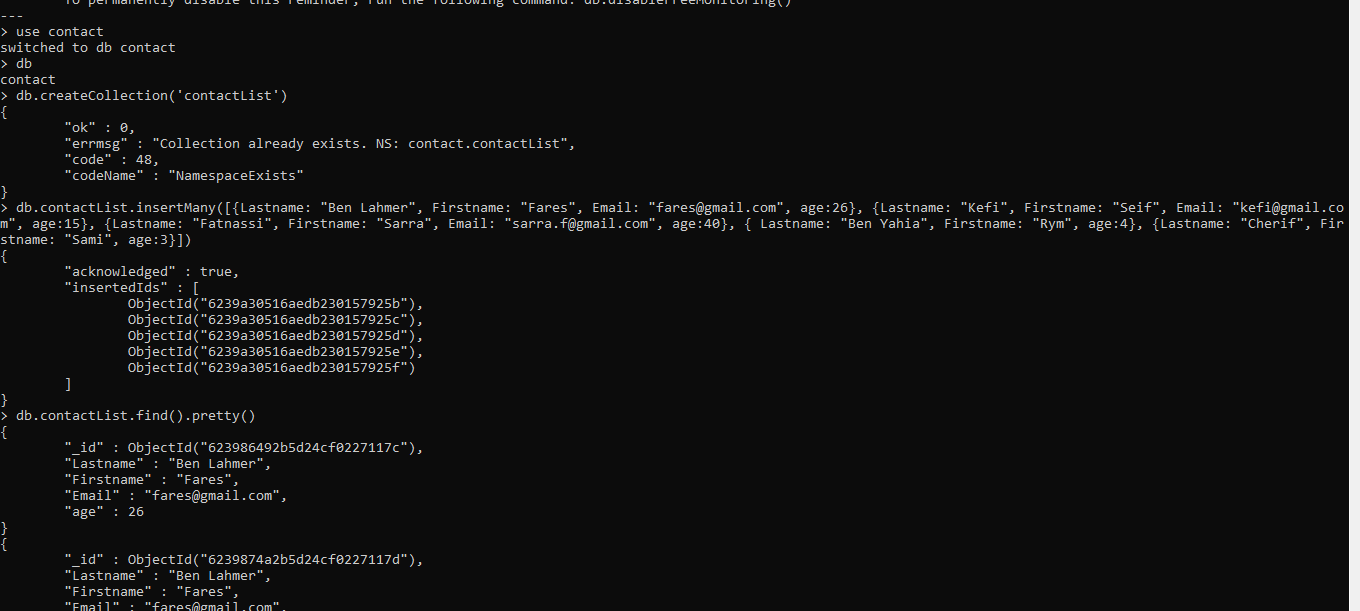 To permanently disable this reminder, run the following command: db.disableFreeMonitoring()
---
> use contact
switched to db contact
> db
contact
> db.createCollection('contactList')
{
        "ok" : 0,
        "errmsg" : "Collection already exists. NS: contact.contactList",
        "code" : 48,
        "codeName" : "NamespaceExists"
}
> db.contactList.insertMany([{Lastname: "Ben Lahmer", Firstname: "Fares", Email: "fares@gmail.com", age:26}, {Lastname: "Kefi", Firstname: "Seif", Email: "kefi@gmail.co
m", age:15}, {Lastname: "Fatnassi", Firstname: "Sarra", Email: "sarra.f@gmail.com", age:40}, { Lastname: "Ben Yahia", Firstname: "Rym", age:4}, {Lastname: "Cherif", Fir
stname: "Sami", age:3}])
{
        "acknowledged" : true,
        "insertedIds" : [
                ObjectId("6239a30516aedb230157925b"),
                ObjectId("6239a30516aedb230157925c"),
                ObjectId("6239a30516aedb230157925d"),
                ObjectId("6239a30516aedb230157925e"),
                ObjectId("6239a30516aedb230157925f")
        ]
}
> db.contactList.find().pretty()
{
        "_id" : ObjectId("623986492b5d24cf0227117c"),
        "Lastname" : "Ben Lahmer",
        "Firstname" : "Fares",
        "Email" : "fares@gmail.com",
        "age" : 26
}
{
        "_id" : ObjectId("6239874a2b5d24cf0227117d"),
        "Lastname" : "Ben Lahmer",
        "Firstname" : "Fares",
        "Email" : "fares@gmail.com",